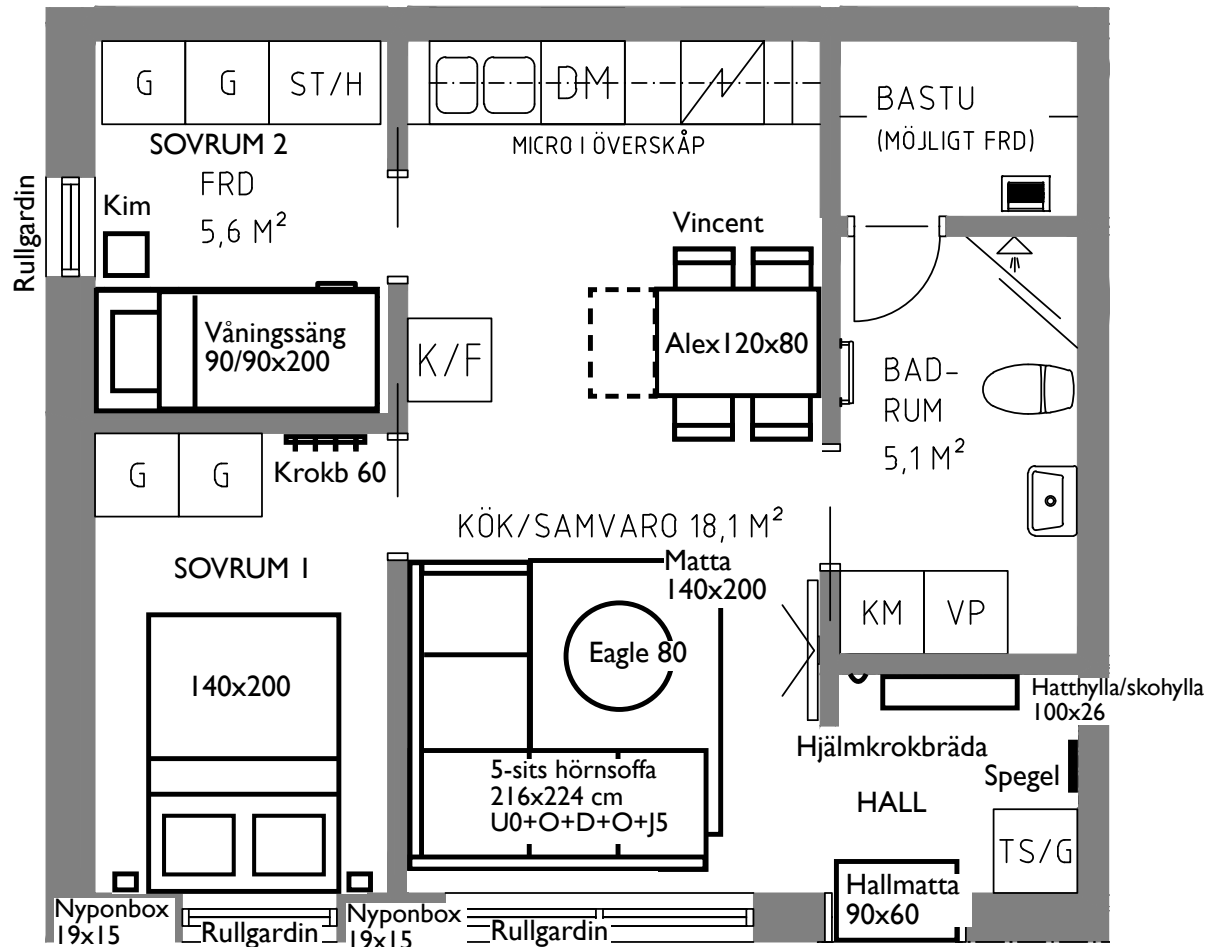 G
G
ST/H
DM
BASTU
(MÖJLIGT FRD)
SOVRUM 2
MICRO I ÖVERSKÅP
FRD
5,6 M²
Rullgardin
Kim
Vincent
Våningssäng
90/90x200
K/F
Alex120x80
BAD-
RUM
5,1 M²
G
G
Krokb 60
KÖK/SAMVARO 18,1 M²
SOVRUM 1
Matta
140x200
KM
VP
Eagle 80
140x200
Hatthylla/skohylla
100x26
Hjälmkrokbräda
Spegel
5-sits hörnsoffa
216x224 cm
U0+O+D+O+J5
HALL
TS/G
Hallmatta
90x60
Nyponbox
19x15
Rullgardin
Nyponbox
19x15
Rullgardin